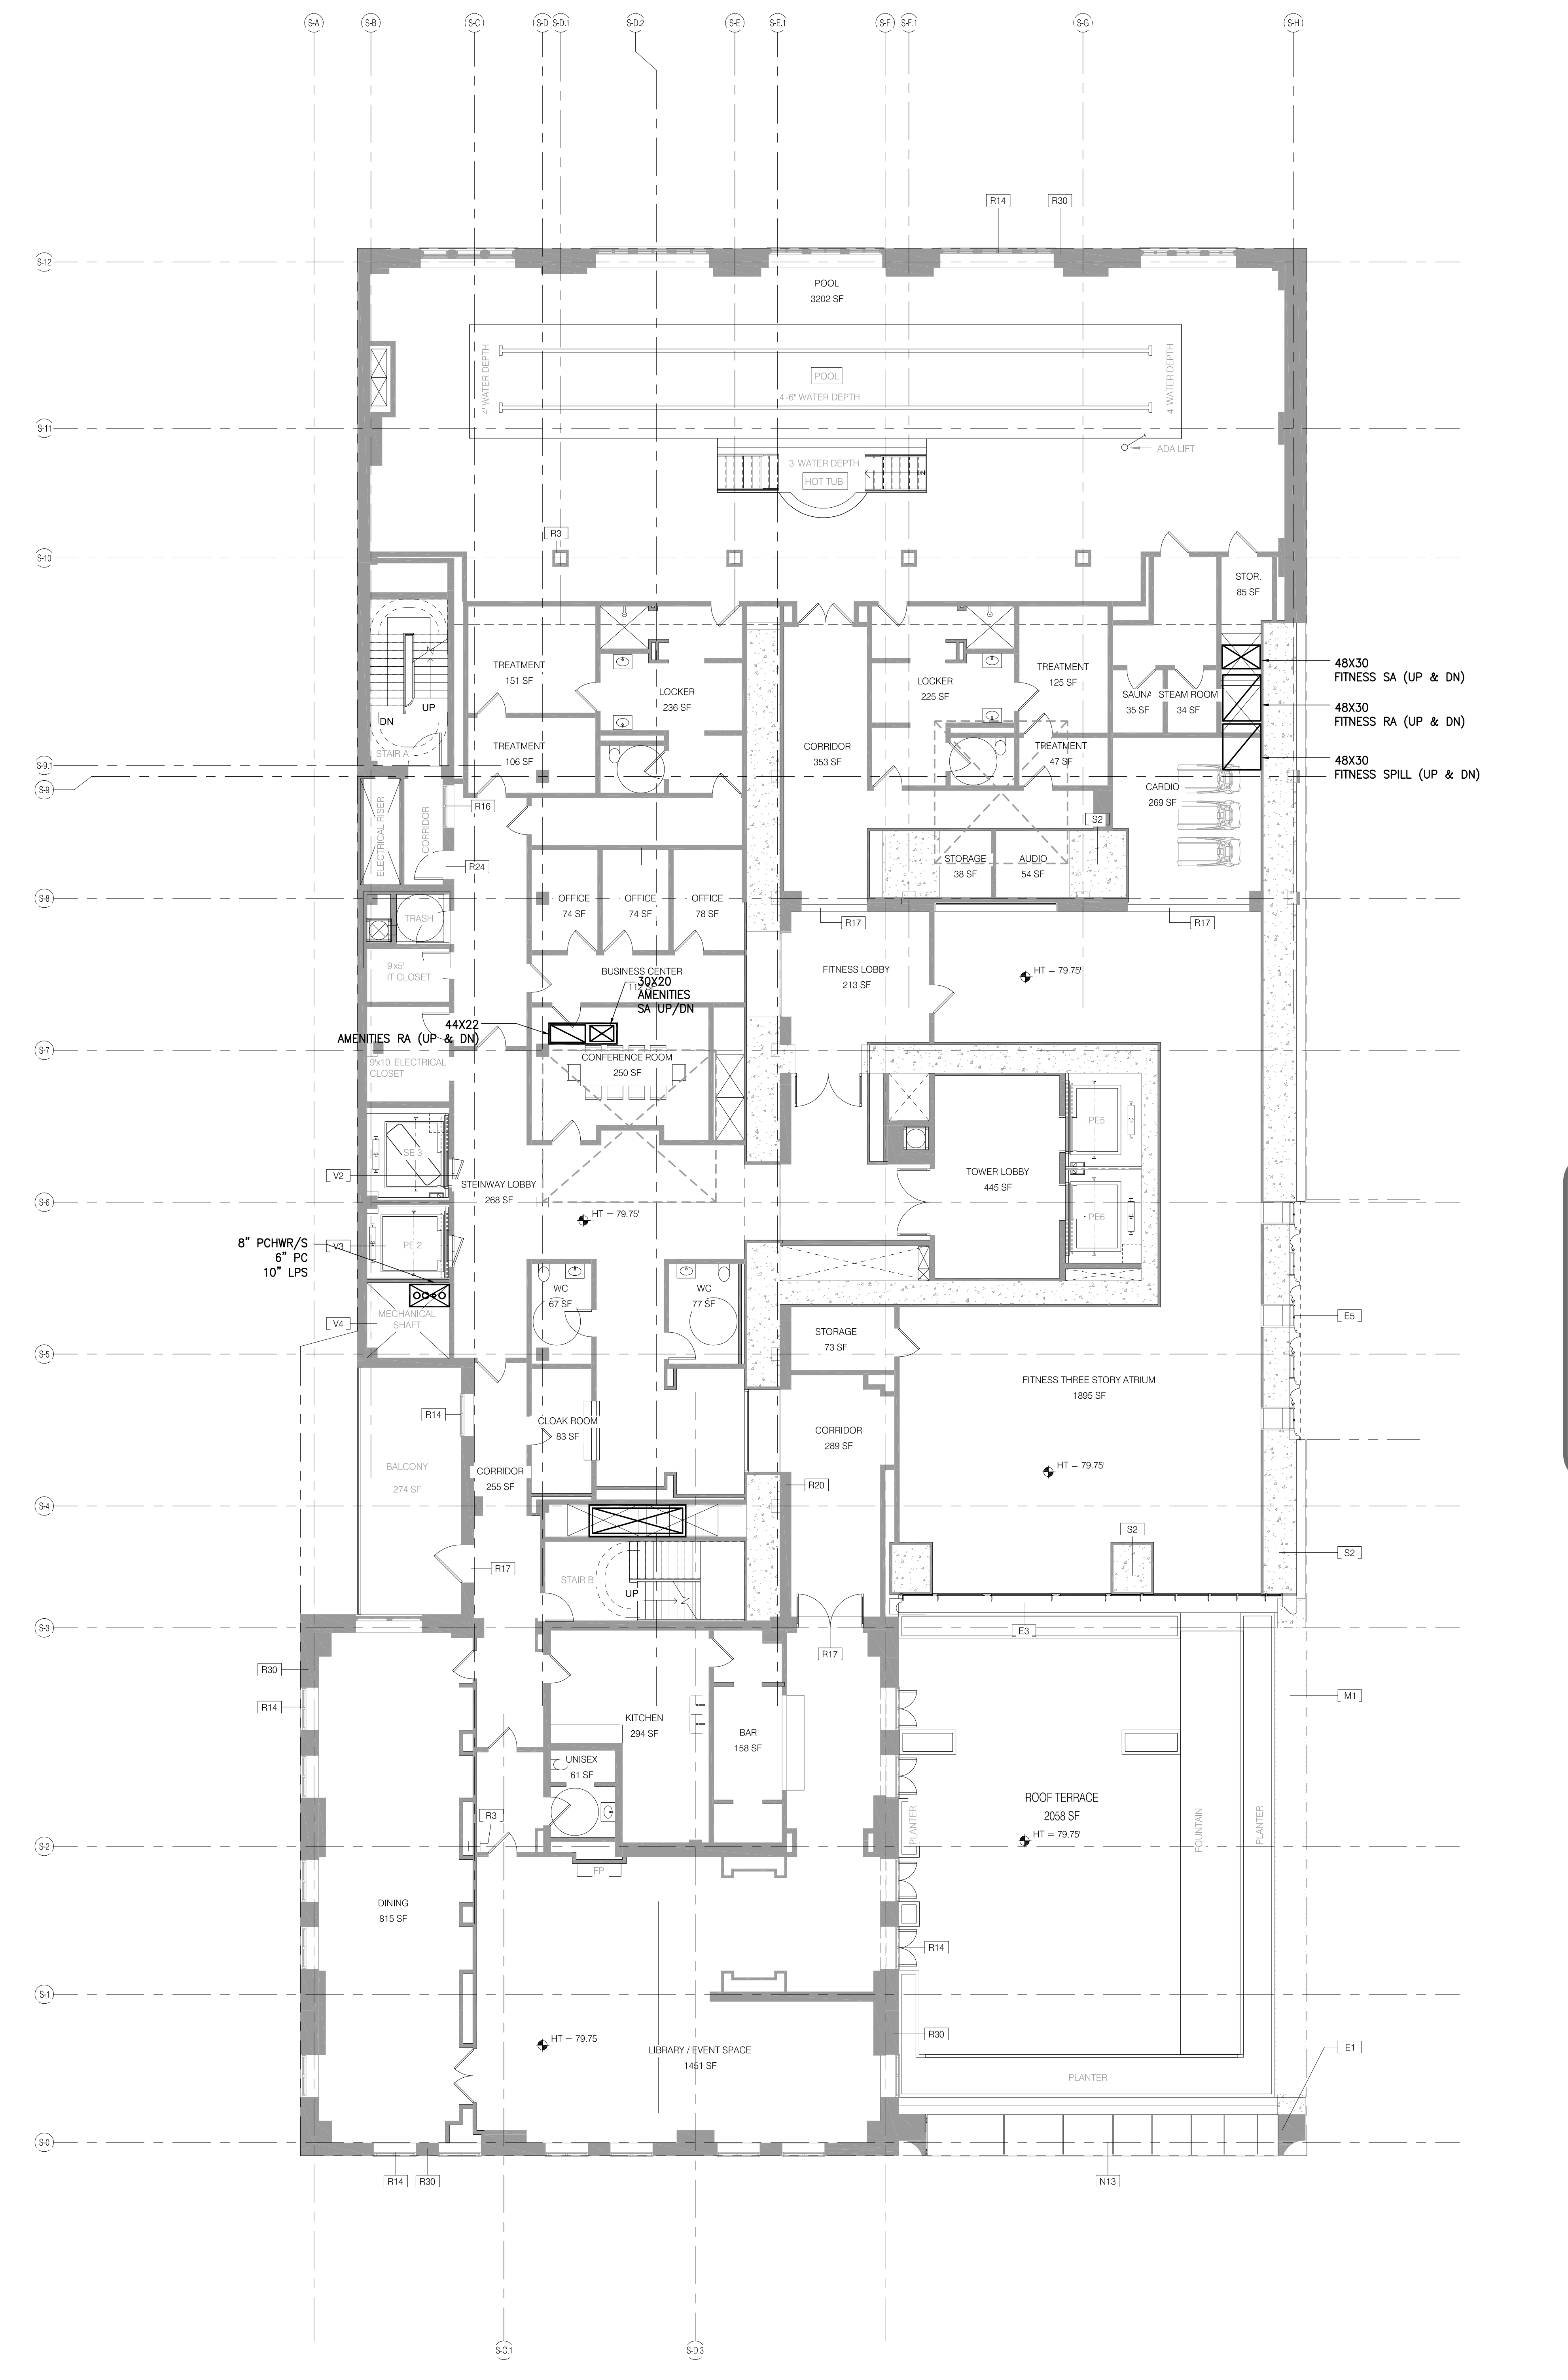 S-A
S-B
S-C
S-D
S-D.1
S-D.2
S-E
S-E.1
S-F
S-F.1
S-G
S-H
R14
R30
S-12
POOL
3202 SF
4' WATER DEPTH
POOL
4'-6" WATER DEPTH
4' WATER DEPTH
S-11
ADA LIFT
3' WATER DEPTH
HOT TUB
DN
R3
S-10
STOR.
85 SF
TREATMENT
151 SF
LOCKER
236 SF
LOCKER
225 SF
TREATMENT
125 SF
SAUNA
35 SF
STEAM ROOM
34 SF
48X30
FITNESS SA (UP & DN)
48X30
FITNESS RA (UP & DN)
48X30
FITNESS SPILL (UP & DN)
UP
DN
STAIR A
TREATMENT
106 SF
CORRIDOR
353 SF
TREATMENT
47 SF
S-9.1
S-9
CARDIO
269 SF
R16
ELECTRICAL RISER
CORRIDOR
S2
R24
STORAGE
38 SF
AUDIO
54 SF
S-8
OFFICE
74 SF
OFFICE
74 SF
OFFICE
78 SF
TRASH
R17
R17
9'x5'
IT CLOSET
BUSINESS CENTER
FITNESS LOBBY
213 SF
HT = 79.75'
30X20
AMENITIES
SA UP/DN
44X22
AMENITIES RA (UP & DN)
S-7
9'x10' ELECTRICAL
CLOSET
CONFERENCE ROOM
250 SF
PE5
SE 3
V2
STEINWAY LOBBY
268 SF
TOWER LOBBY
445 SF
S-6
HT = 79.75'
PE6
8" PCHWR/S
6" PC
10" LPS
V3
PE 2
WC
67 SF
WC
77 SF
MECHANICAL
SHAFT
V4
E5
STORAGE
73 SF
S-5
FITNESS THREE STORY ATRIUM
1895 SF
R14
CLOAK ROOM
83 SF
CORRIDOR
289 SF
BALCONY
274 SF
CORRIDOR
255 SF
HT = 79.75'
R20
S-4
S2
S2
R17
STAIR B
UP
S-3
E3
R30
R17
R14
M1
KITCHEN
294 SF
BAR
158 SF
UNISEX
61 SF
ROOF TERRACE
2058 SF
HT = 79.75'
R3
PLANTER
FOUNTAIN
PLANTER
S-2
FP
DINING
815 SF
R14
S-1
R30
HT = 79.75'
LIBRARY / EVENT SPACE
1451 SF
E1
PLANTER
S-0
R14
R30
N13
S-C.1
S-D.3